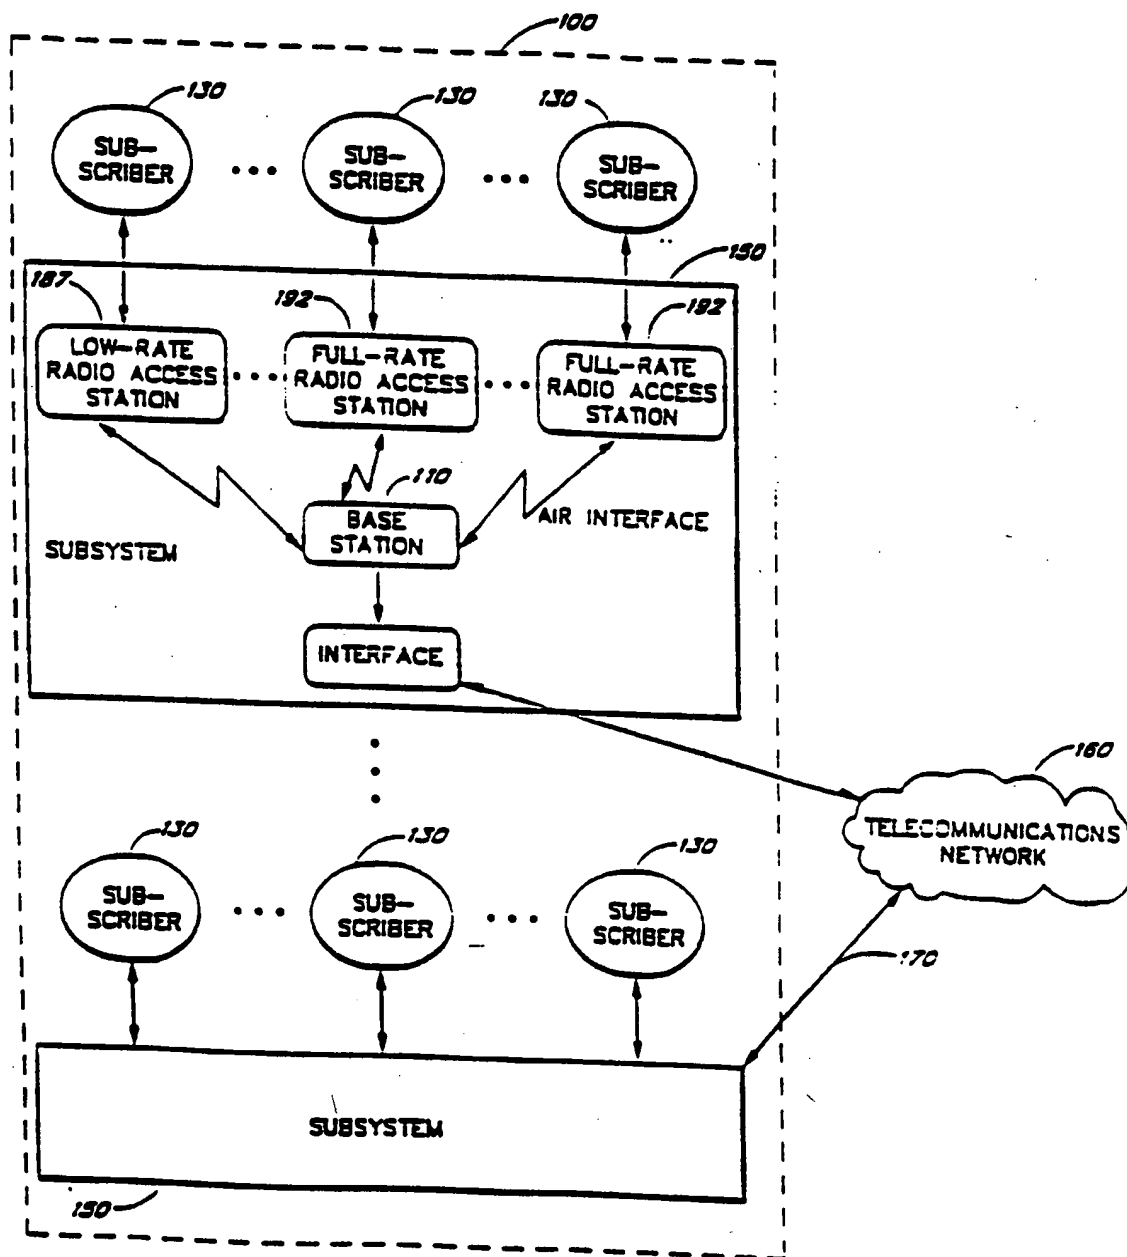 100
130 130 130
SUB-
SCRIBER
SUB-
SCRIBER
SUB-
SCRIBER
150
187
192
192
LOW-RATE
RADIO ACCESS
STATION
FULL-RATE
RADIO ACCESS
STATION
FULL-RATE
RADIO ACCESS
STATION
110
BASE
STATION
AIR INTERFACE
SUBSYSTEM
INTERFACE
160
TELECOMMUNICATIONS
NETWORK
130 130 130
SUB-
SCRIBER
SUB-
SCRIBER
SUB-
SCRIBER
170
SUBSYSTEM
150